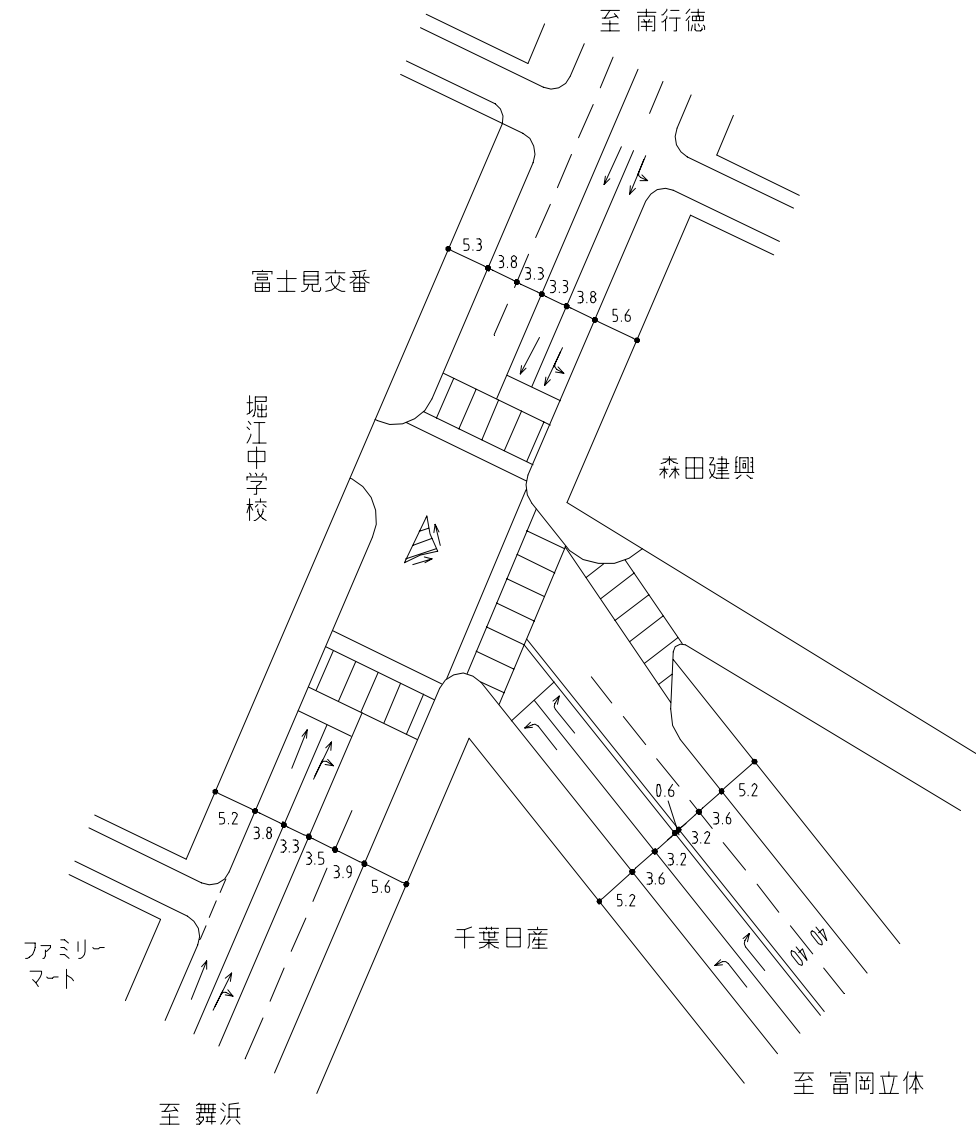 至 南行徳
5.3
3.8
3.3
3.3
3.8
5.6
富士見交番
堀江中学校
森田建興
5.2
3.8
3.3
3.5
3.9
5.6
0.6
5.2
3.6
3.2
3.2
3.6
5.2
千葉日産
ファミリー
マート
40
40
至 富岡立体
至 舞浜